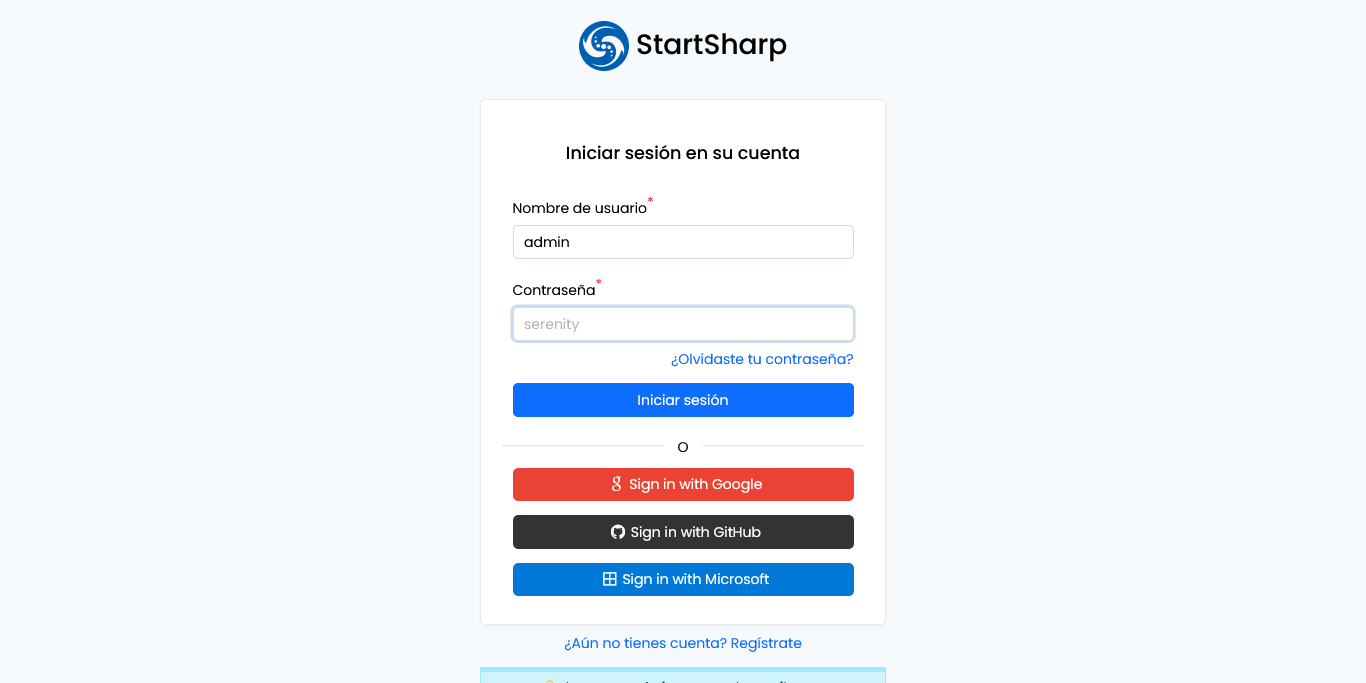 StartSharp
Iniciar sesión en su cuenta
Nombre de usuario*
admin
Contraseña*
serenity
¿Olvidaste tu contraseña?
Iniciar sesión
O
Sign in with Google
Sign in with GitHub
Sign in with Microsoft
¿Aún no tienes cuenta? Regístrate